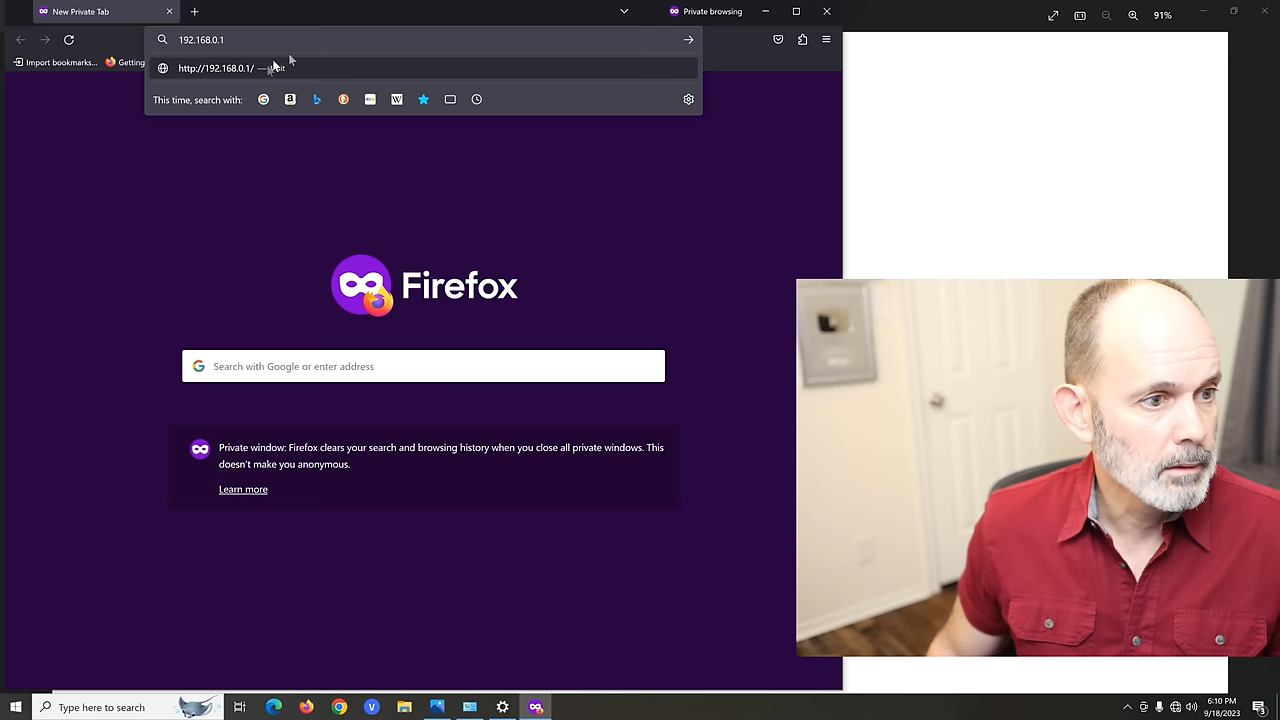 New Private Tab
Private browsing
91%
192.168.0.1
Import bookmarks...
Getting
http://192.168.0.1/ —
This time, search with:
Firefox
Search with Google or enter address
Private window: Firefox clears your search and browsing history when you close all private windows. This
doesn't make you anonymous.
Learn more
Type here to search
6:10 PM
9/18/2023